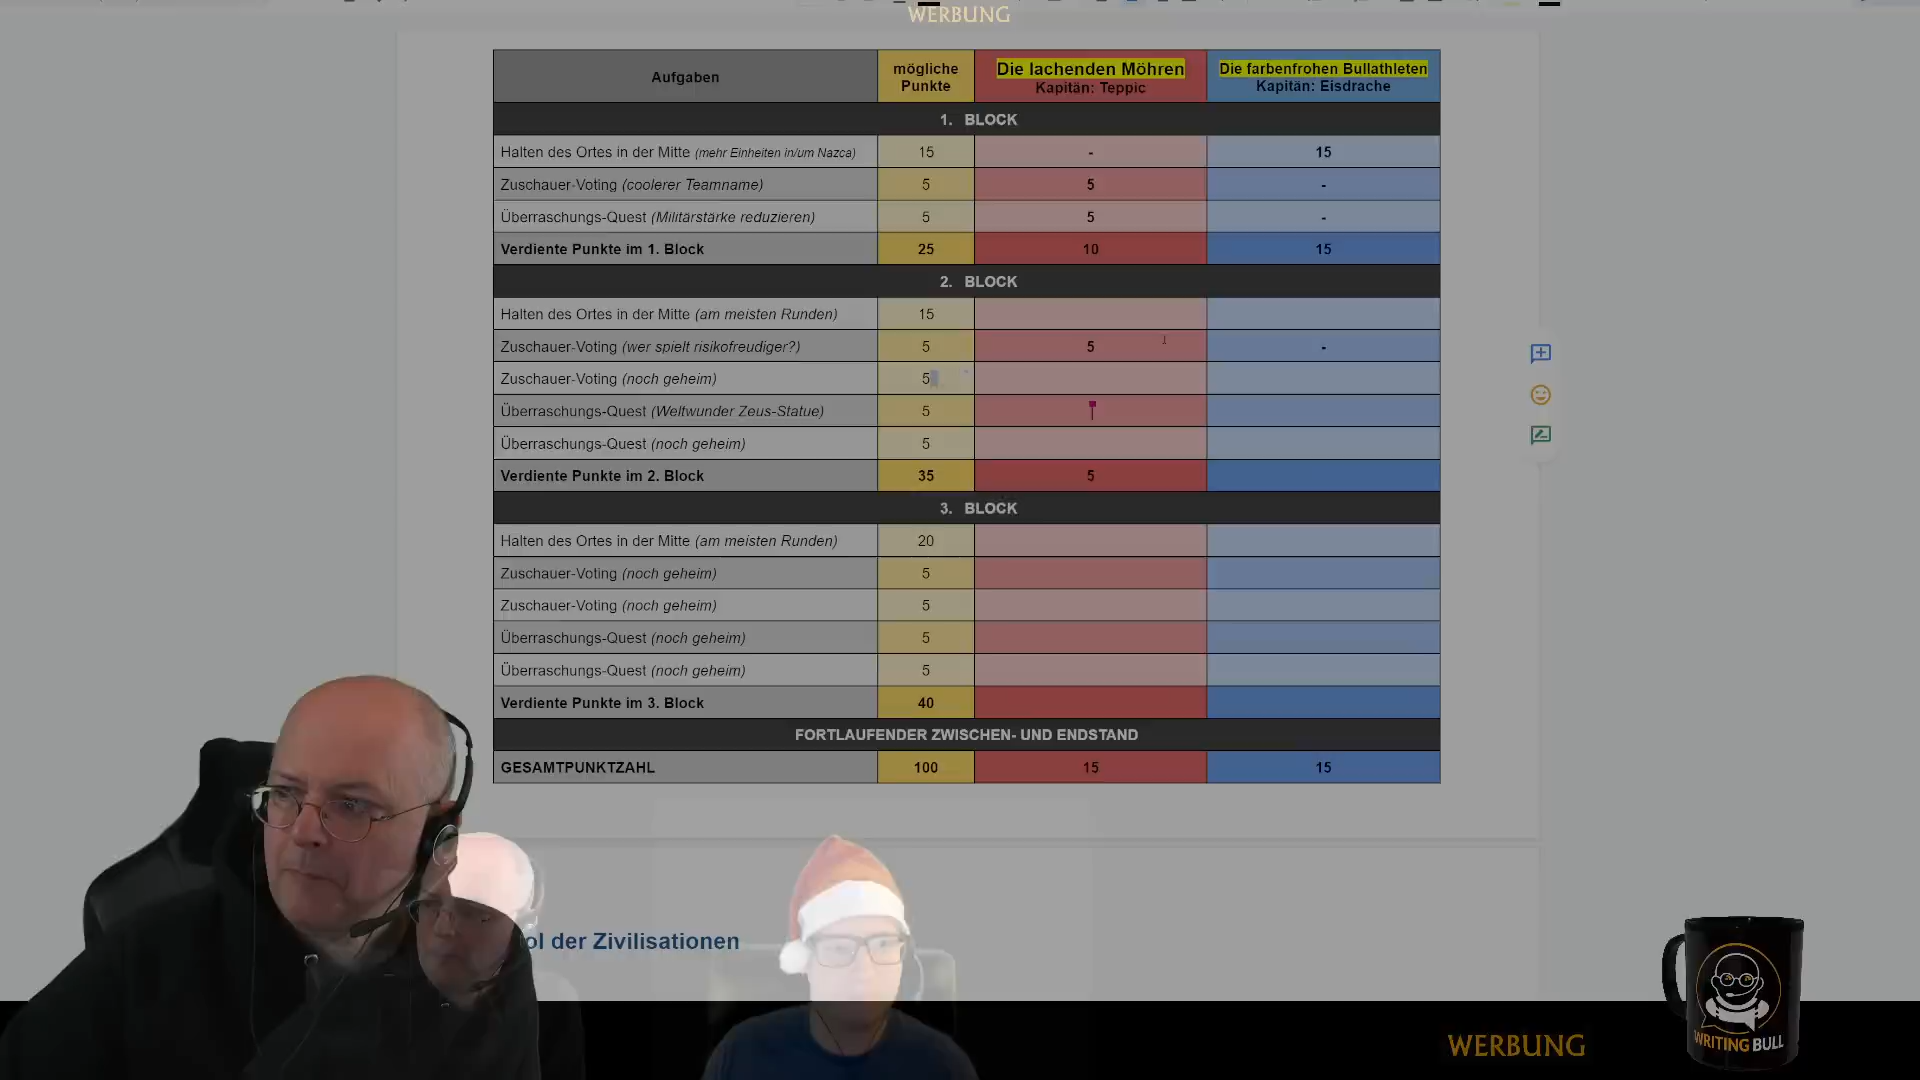 WERBUNG
Aufgaben mögliche Punkte Die lachenden Möhren Kapitän: Teppic Die farbenfrohen Bullathleten Kapitän: Eisdrache
1. BLOCK
Halten des Ortes in der Mitte (mehr Einheiten in/um Nazca) 15 - 15
Zuschauer-Voting (coolerer Teamname) 5 5 -
Überraschungs-Quest (Militärstärke reduzieren) 5 5 -
Verdiente Punkte im 1. Block 25 10 15
2. BLOCK
Halten des Ortes in der Mitte (am meisten Runden) 15
Zuschauer-Voting (wer spielt risikofreudiger?) 5 5 -
Zuschauer-Voting (noch geheim) 5
Überraschungs-Quest (Weltwunder Zeus-Statue) 5
Überraschungs-Quest (noch geheim) 5
Verdiente Punkte im 2. Block 35 5
3. BLOCK
Halten des Ortes in der Mitte (am meisten Runden) 20
Zuschauer-Voting (noch geheim) 5
Zuschauer-Voting (noch geheim) 5
Überraschungs-Quest (noch geheim) 5
Überraschungs-Quest (noch geheim) 5
Verdiente Punkte im 3. Block 40
FORTLAUFENDER ZWISCHEN- UND ENDSTAND
GESAMTPUNKTZAHL 100 15 15
ol der Zivilisationen
WERBUNG
WRITING BULL